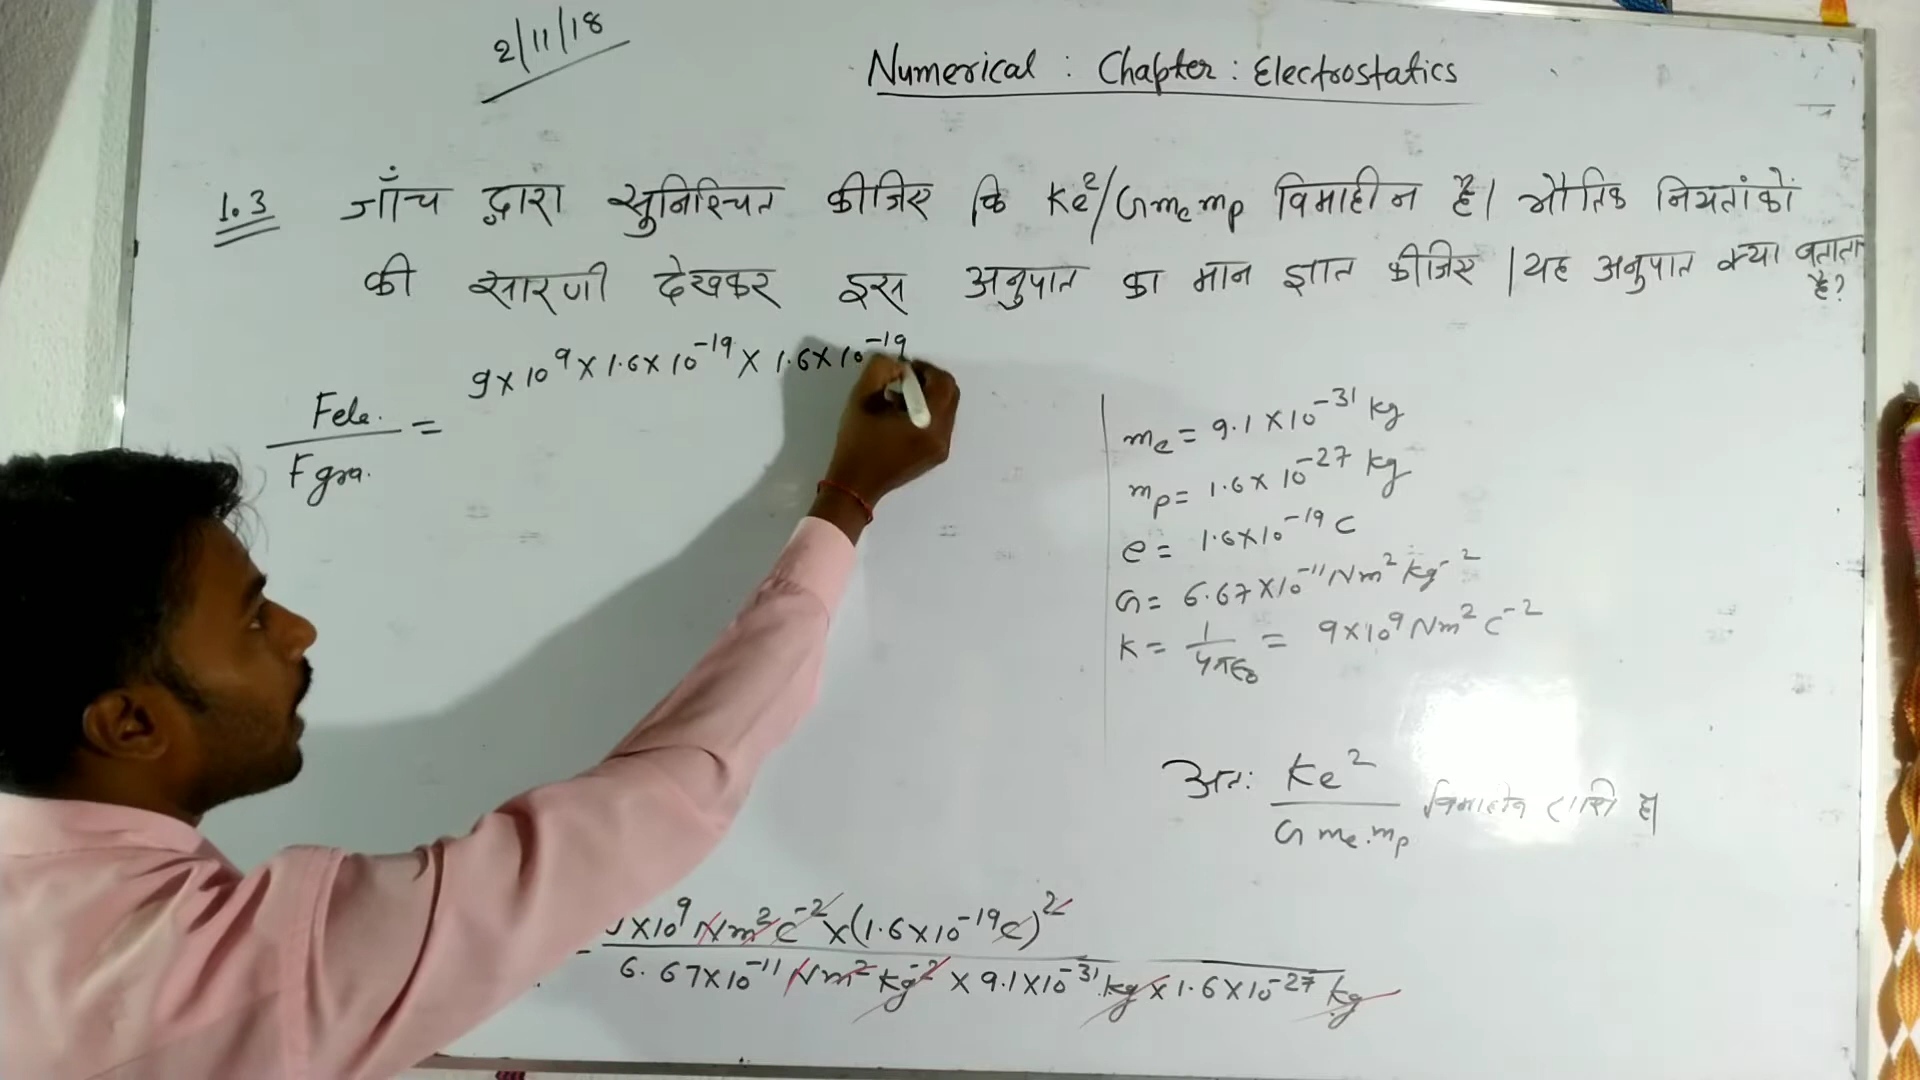 2/11/18
Numerical : Chapter : Electrostatics
1.3 जाँच द्वारा सुनिश्चित कीजिए कि Ke²/Gmemp विमाहीन है। भौतिक नियतांकों
की सारणी देखकर इस अनुपात का मान ज्ञात कीजिए । यह अनुपात क्या बताता है?
Fele. / Fgra. = 9×10⁹×1.6×10⁻¹⁹×1.6×10⁻¹⁹
me = 9.1×10⁻³¹ kg
mp = 1.6×10⁻²⁷ kg
e = 1.6×10⁻¹⁹ C
G = 6.67×10⁻¹¹ Nm² kg⁻²
K = 1/4πε₀ = 9×10⁹ Nm² C⁻²
अतः Ke² / G me.mp विमाहीन राशि है।
×10⁹ Nm² C⁻² × (1.6×10⁻¹⁹C)²
6.67×10⁻¹¹ Nm² kg⁻² × 9.1×10⁻³¹ kg × 1.6×10⁻²⁷ kg